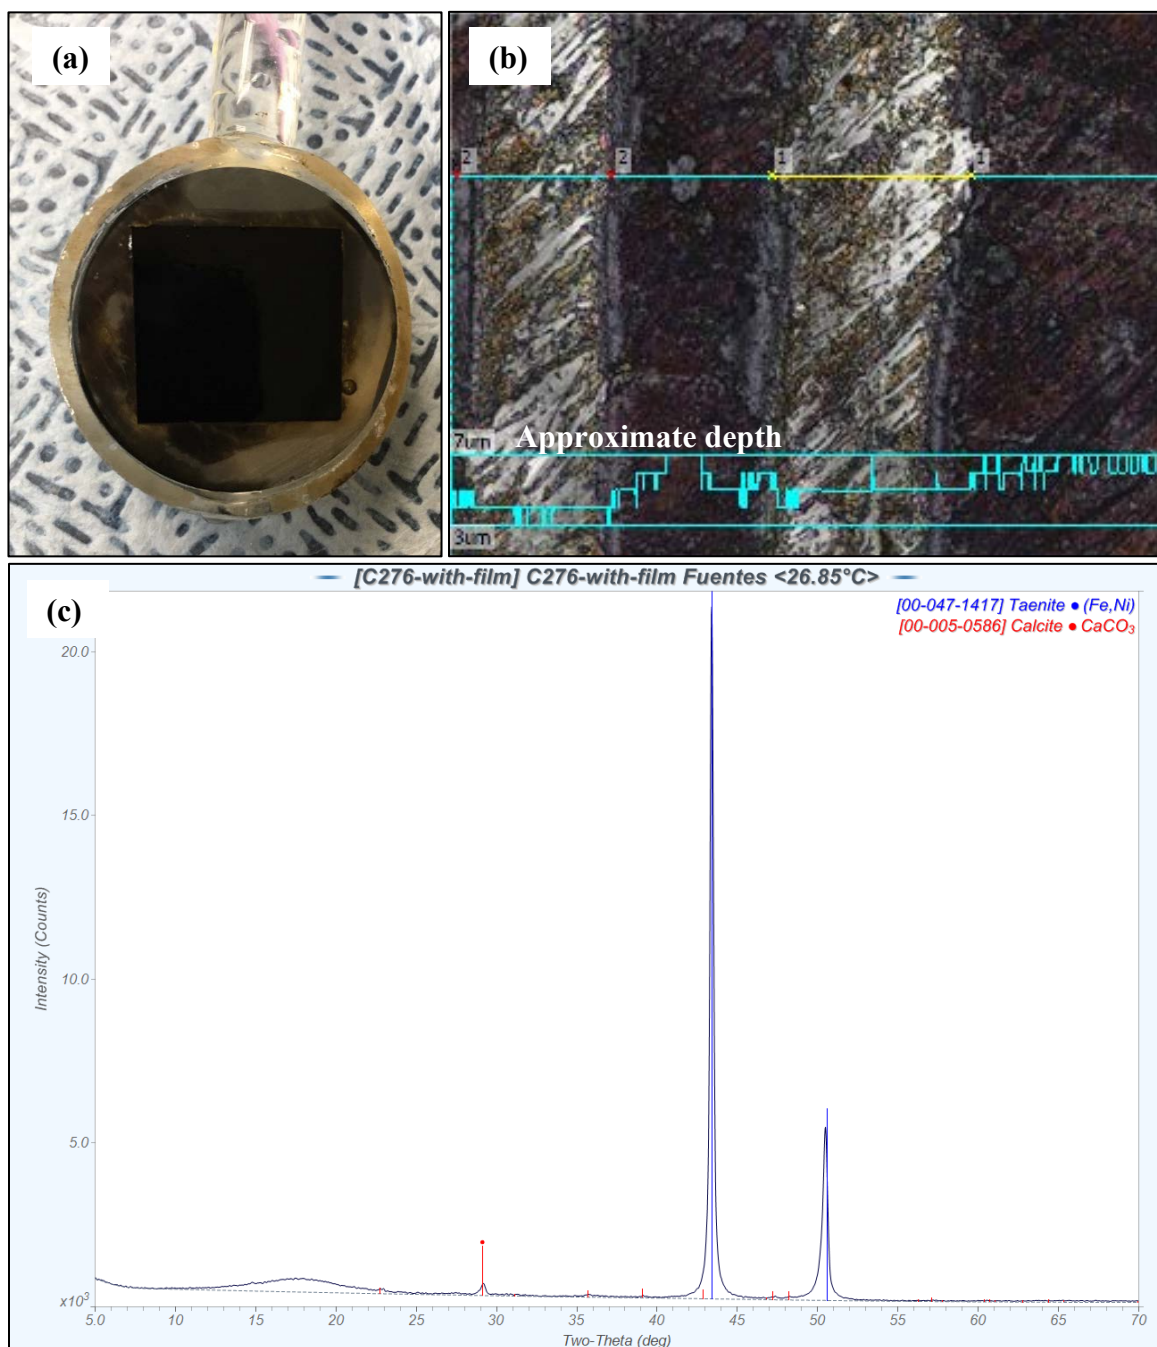 (a)
(b)
2
2
1
1
7um
Approximate depth
3um
[C276-with-film] C276-with-film Fuentes <26.85°C>
(c)
[00-047-1417] Taenite ● (Fe,Ni)
[00-005-0586] Calcite ● CaCO₃
20.0
15.0
10.0
5.0
x10³
Intensity (Counts)
5.0 10 15 20 25 30 35 40 45 50 55 60 65 70
Two-Theta (deg)